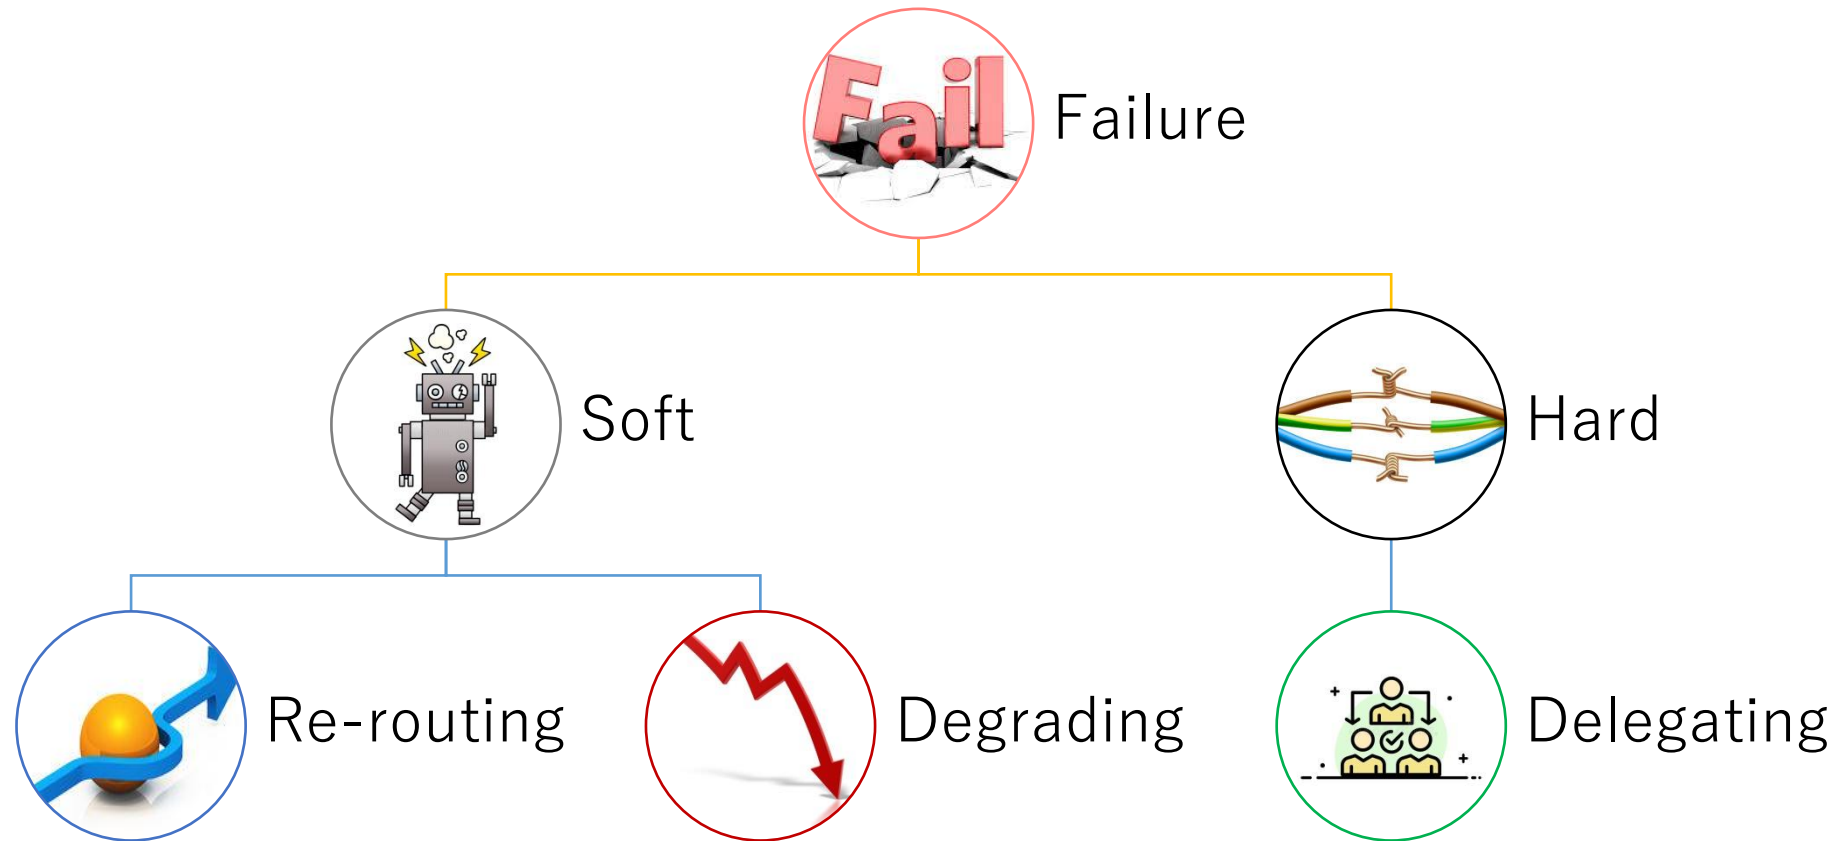 Fail
Failure
Soft
Hard
Re-routing
Degrading
Delegating